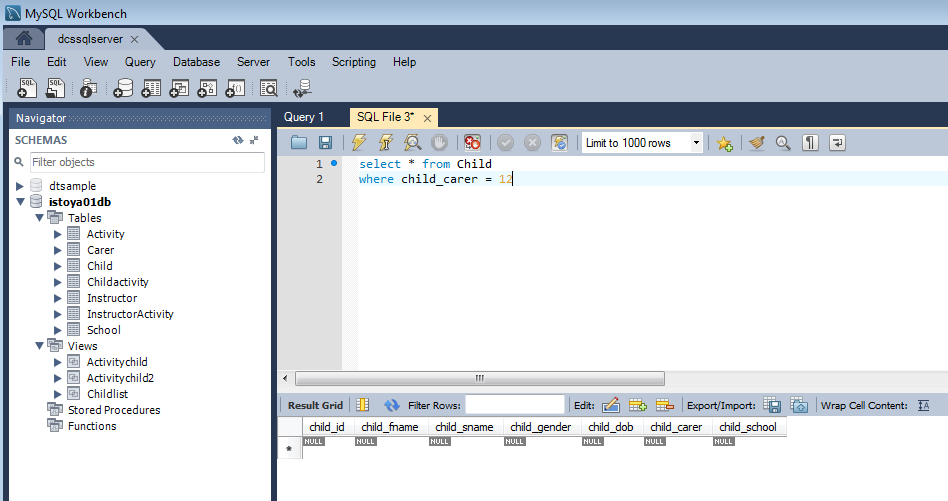 MySQL Workbench
dcssqlserver
File Edit View Query Database Server Tools Scripting Help
Navigator
SCHEMAS
Filter objects
dtsample
istoya01db
Tables
Activity
Carer
Child
Childactivity
Instructor
InstructorActivity
School
Views
Activitychild
Activitychild2
Childlist
Stored Procedures
Functions
Query 1 SQL File 3*
Limit to 1000 rows
1 select * from Child
2 where child_carer = 12
Result Grid Filter Rows: Edit: Export/Import: Wrap Cell Content:
child_id child_fname child_sname child_gender child_dob child_carer child_school
* NULL NULL NULL NULL NULL NULL NULL